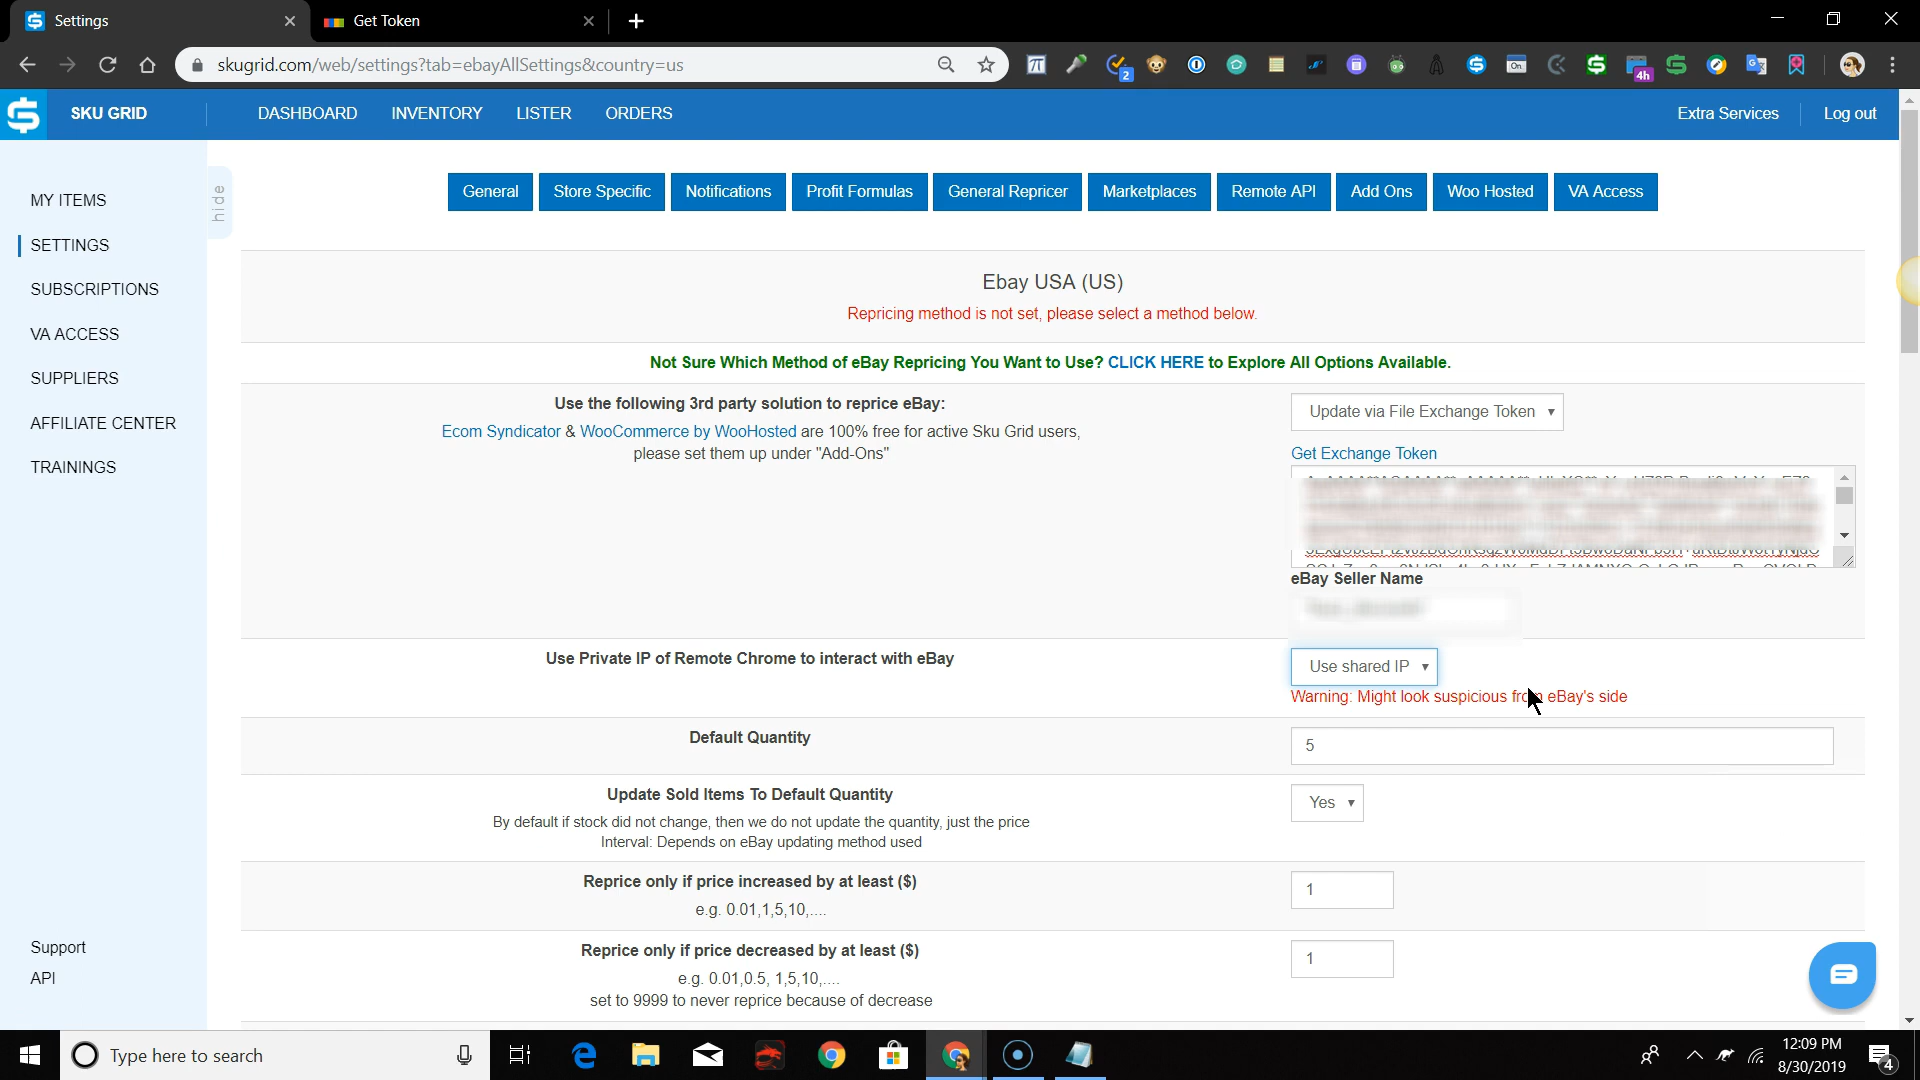 Settings
Get Token
skugrid.com/web/settings?tab=ebayAllSettings&country=us
2
On
4h
SKU GRID
DASHBOARD
INVENTORY
LISTER
ORDERS
Extra Services
Log out
hide
General
Store Specific
Notifications
Profit Formulas
General Repricer
Marketplaces
Remote API
Add Ons
Woo Hosted
VA Access
MY ITEMS
SETTINGS
SUBSCRIPTIONS
VA ACCESS
SUPPLIERS
AFFILIATE CENTER
TRAININGS
Support
API
Ebay USA (US)
Repricing method is not set, please select a method below.
Not Sure Which Method of eBay Repricing You Want to Use? CLICK HERE to Explore All Options Available.
Use the following 3rd party solution to reprice eBay:
Ecom Syndicator & WooCommerce by WooHosted are 100% free for active Sku Grid users,
please set them up under "Add-Ons"
Update via File Exchange Token
Get Exchange Token
eBay Seller Name
Use Private IP of Remote Chrome to interact with eBay
Use shared IP
Warning: Might look suspicious from eBay's side
Default Quantity
5
Update Sold Items To Default Quantity
By default if stock did not change, then we do not update the quantity, just the price
Interval: Depends on eBay updating method used
Yes
Reprice only if price increased by at least ($)
e.g. 0.01,1,5,10,....
1
Reprice only if price decreased by at least ($)
e.g. 0.01,0.5, 1,5,10,....
set to 9999 to never reprice because of decrease
1
Type here to search
12:09 PM
8/30/2019
4